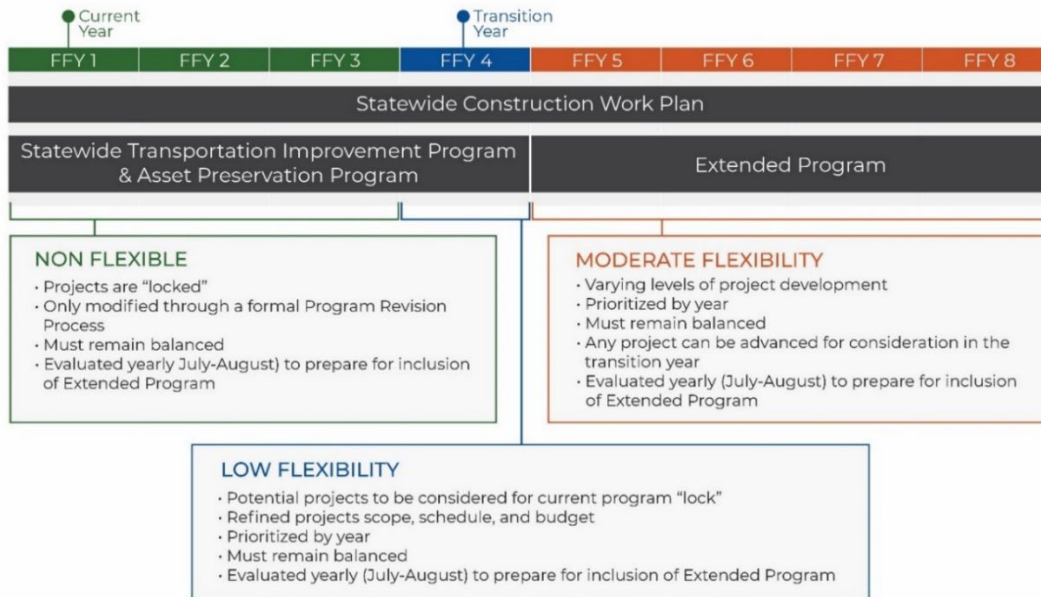 Current
Year
Transition
Year
FFY 1
FFY 2
FFY 3
FFY 4
FFY 5
FFY 6
FFY 7
FFY 8
Statewide Construction Work Plan
Statewide Transportation Improvement Program
& Asset Preservation Program
Extended Program
NON FLEXIBLE
· Projects are “locked”
· Only modified through a formal Program Revision
Process
· Must remain balanced
· Evaluated yearly July-August) to prepare for inclusion
of Extended Program
MODERATE FLEXIBILITY
· Varying levels of project development
· Prioritized by year
· Must remain balanced
· Any project can be advanced for consideration in the
transition year
· Evaluated yearly (July-August) to prepare for inclusion
of Extended Program
LOW FLEXIBILITY
· Potential projects to be considered for current program “lock”
· Refined projects scope, schedule, and budget
· Prioritized by year
· Must remain balanced
· Evaluated yearly (July-August) to prepare for inclusion of Extended Program